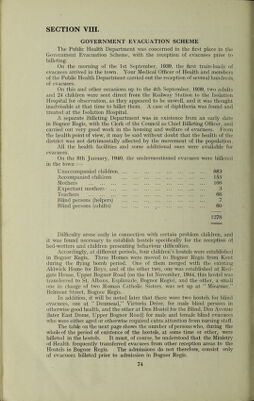 SECTION VIII.
GOVERNMENT EVACUATION SCHEME
The Public Health Department was concerned in the first place in the
Government Evacuation Scheme, with the reception of evacuees prior to
billeting.
On the morning of the 1st September, 1939, the first train-loads of
evacuees arrived in the town. Your Medical Officer of Health and members
of the Public Health Department carried out the reception of several hundreds
of evacuees.
On this and other occasions up to the 4th September, 1939, two adults
and 24 children were sent direct from the Railway Station to the Isolation
Hospital for observation, as they appeared to be unwell, and it was thought
inadvisable at that time to billet them. A case of diphtheria was found and
treated at the Isolation Hospital.
A separate Billeting Department was in existence from an early date
in Bognor Regis, with the Clerk of the Council as Chief Billeting Officer, and
carried out very good work in the housing and welfare of evacuees. From
the health point of view, it may be said without doubt that the health of the
district was not detrimentally affected by the movement of the population.
All the health facilities and some additional ones were available for
evacuees.
On the 8th January, 1940, the undermentioned evacuees were billeted
in the town :—
Unaccompanied children
Accompanied children 153
Mothers
Expectant mothers 3
Teachers 66
Blind persons (helpers) 7
Blind persons (adults) 60
1278
Difficulty arose early in connection with certain problem children, and
it was found necessary to establish hostels specifically for the reception of
bed-wetters and children presenting behaviour difficulties.
Accordingly, at different periods, four children's hostels were established
in Bognor Regis. Three Homes were moved to Bognor Regis from Kent
during the flying bomb period. One of them merged with the existing
Aldwick Home for Boys, and of the other two, one was established at Reigate
House, Upper Bognor Road (on the 1st November, 1944, this hostel was
transferred to St. Albans, Esplanade, Bognor Regis), and the other, a small
one in charge of two Roman Catholic Sisters, was set up at
Belmont Street, Bognor Regis.
In addition, it will be noted later that there were two hostels for blind
evacuees, one at " Denmead," Victoria Drive, for male blind persons in
otherwise good health, and the other at Den Hostel for the Blind, Den Avenue
(later East Dene, Upper Bognor Road) for male and female blind evacuees
who were either aged or otherwise required extra attention from nursing staff.
The table on the next page shows the number of persons who, during the
whole of the period of existence of the hostels, at some time or other, were
billeted in the hostels. It must, of course, be understood that the Ministry
of Health frequently transferred evacuees from other reception areas to the
Hostels in Bognor Regis. The admissions do not therefore, consist only
of evacuees billeted prior to admission in Bognor Regis.
74